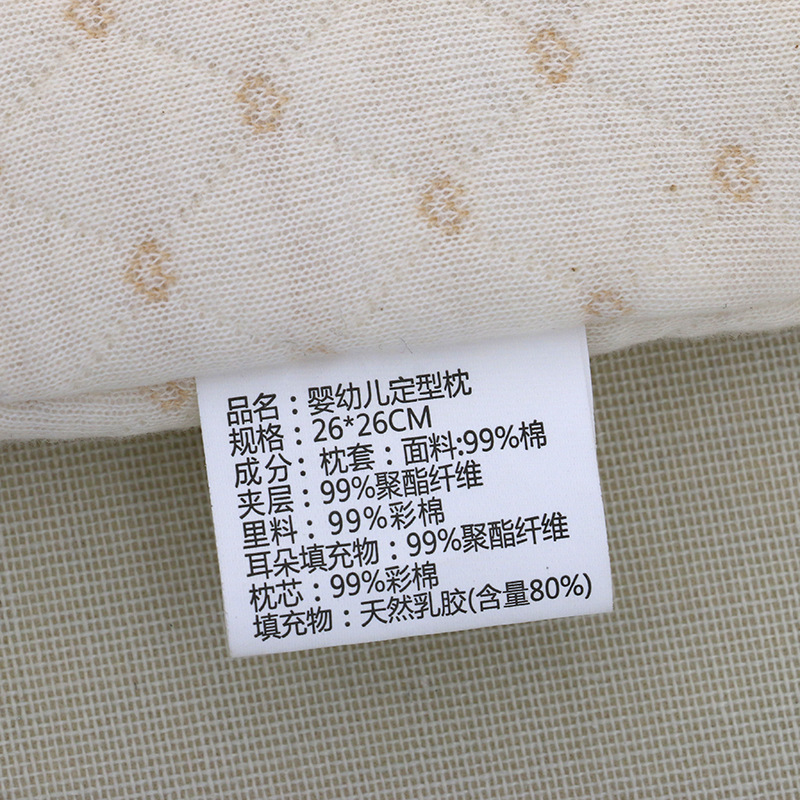 品名：婴幼儿定型枕
规格：26*26CM
成分：枕套：面料:99%棉
夹层：99%聚酯纤维
里料：99%彩棉
耳朵填充物：99%聚酯纤维
枕芯：99%彩棉
填充物：天然乳胶(含量80%)